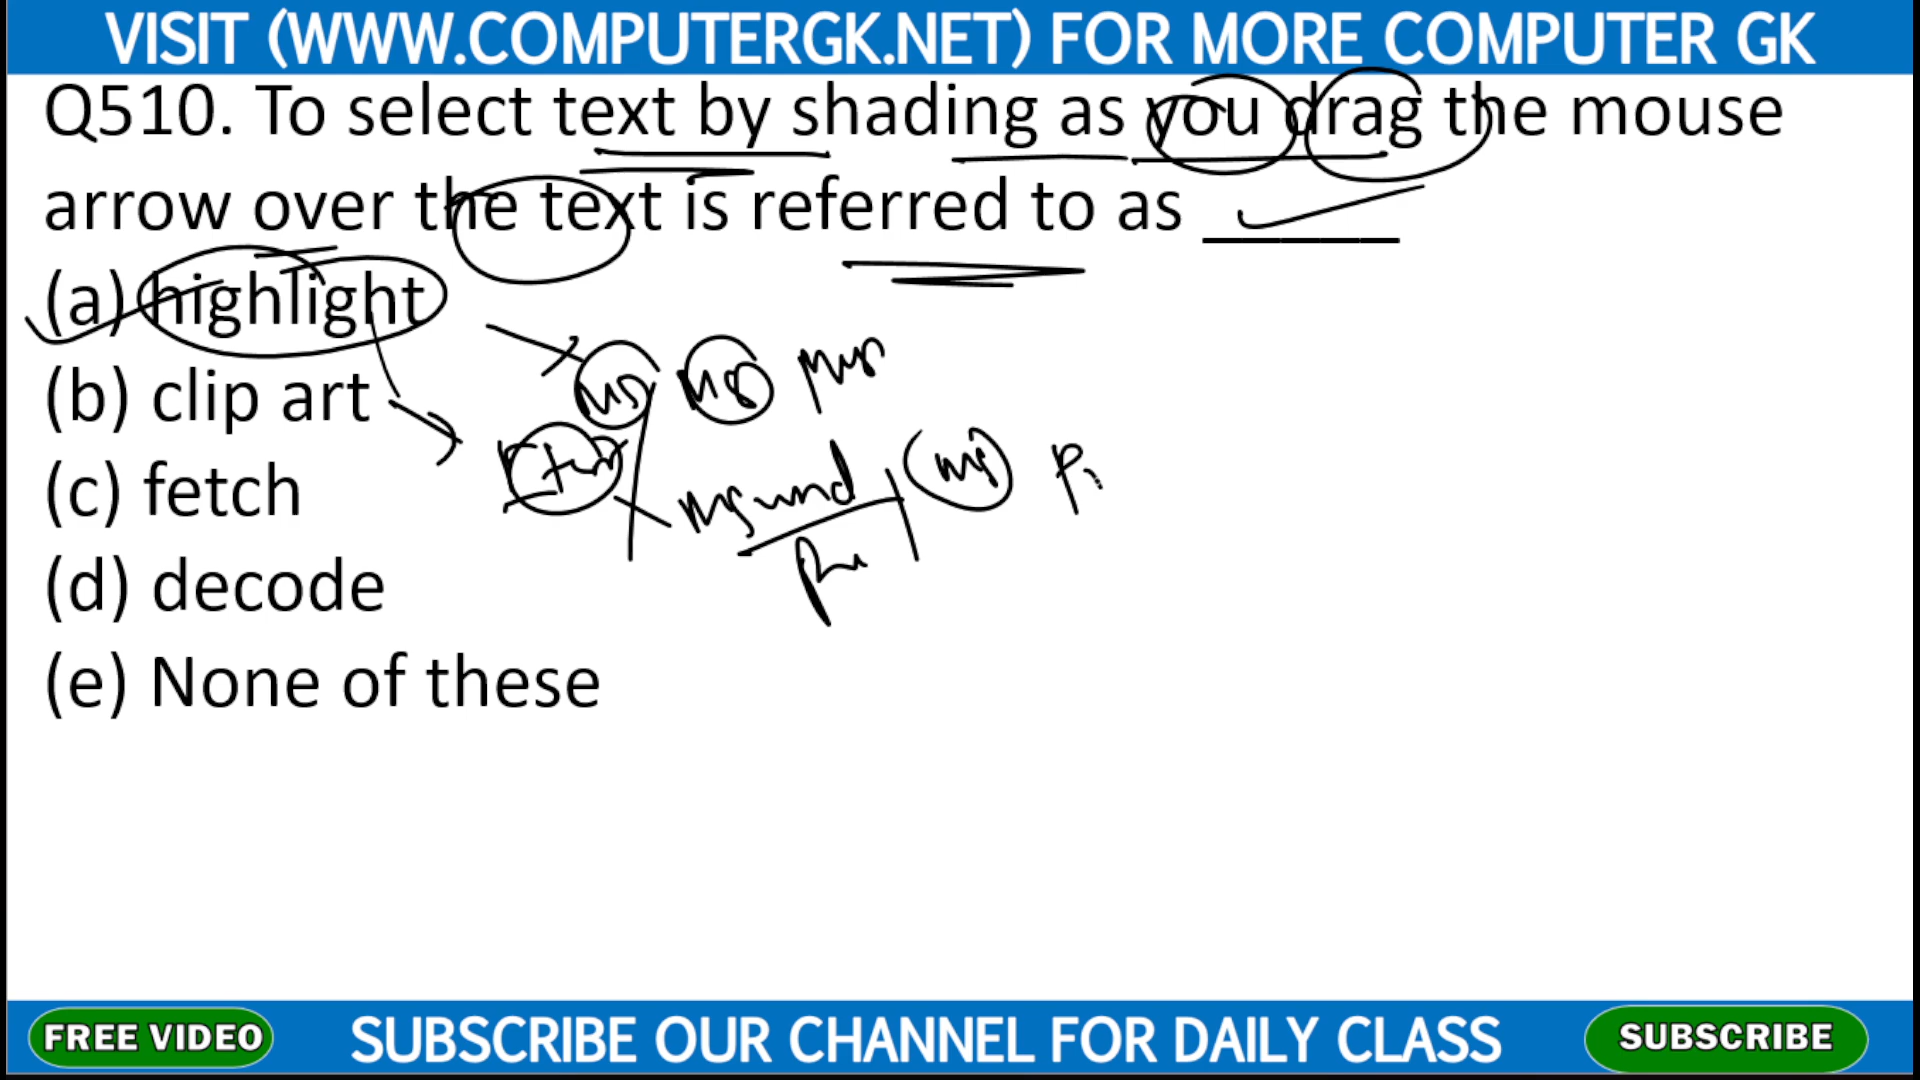 VISIT (WWW.COMPUTERGK.NET) FOR MORE COMPUTER GK
Q510. To select text by shading as you drag the mouse
arrow over the text is referred to as ______
(a) highlight
(b) clip art
(c) fetch
(d) decode
(e) None of these
FREE VIDEO
SUBSCRIBE OUR CHANNEL FOR DAILY CLASS
SUBSCRIBE